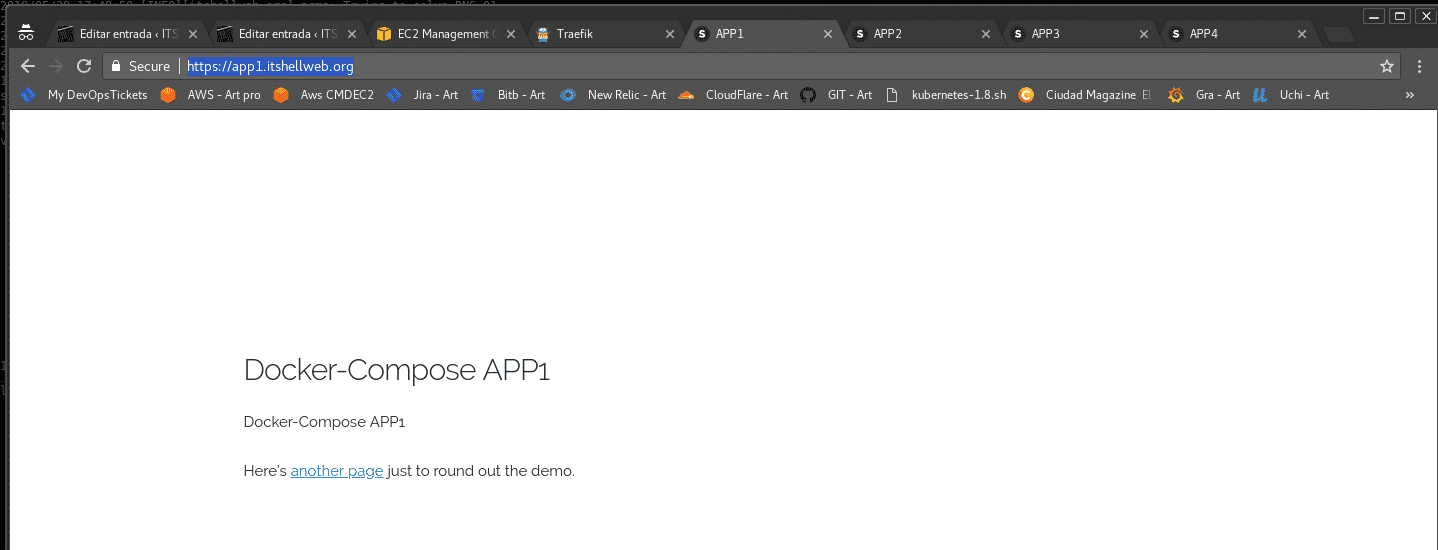 Editar entrada ‹ ITS
Editar entrada ‹ ITS
EC2 Management C
Traefik
APP1
APP2
APP3
APP4
Secure
https://app1.itshellweb.org
My DevOpsTickets
AWS - Art pro
Aws CMDEC2
Jira - Art
Bitb - Art
New Relic - Art
CloudFlare - Art
GIT - Art
kubernetes-1.8.sh
Ciudad Magazine El
Gra - Art
Uchi - Art
»
Docker-Compose APP1
Docker-Compose APP1
Here's another page just to round out the demo.